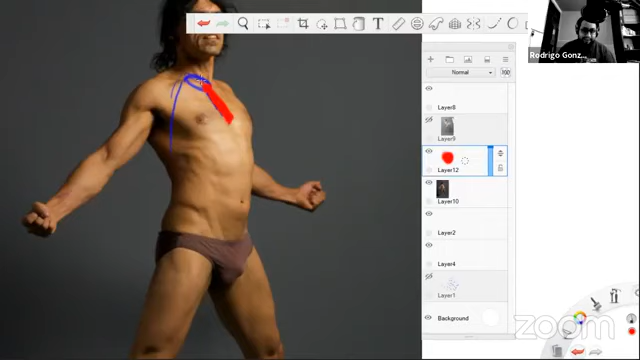 T
Rodrigo Gonz...
Normal
100
Layer8
Layer9
Layer12
Layer10
Layer2
Layer4
Layer1
Background
zoom